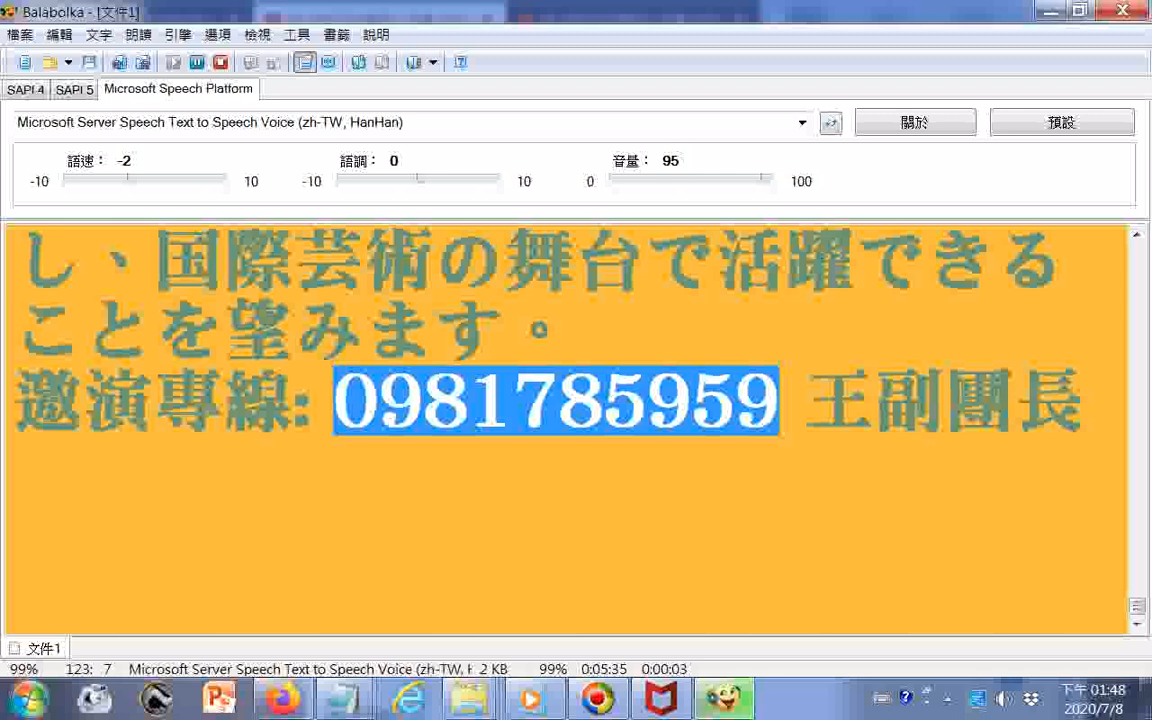 Balabolka - [文件1]
檔案 編輯 文字 朗讀 引擎 選項 檢視 工具 書籤 說明
SAPI 4 SAPI 5 Microsoft Speech Platform
Microsoft Server Speech Text to Speech Voice (zh-TW, HanHan) 關於 預設
語速： -2 語調： 0 音量： 95
-10 10 -10 10 0 100
し、国際芸術の舞台で活躍できる
ことを望みます。
邀演專線: 0981785959 王副團長
文件1
99% 123: 7 Microsoft Server Speech Text to Speech Voice (zh-TW, H 2 KB 99% 0:05:35 0:00:03
下午 01:48
2020/7/8